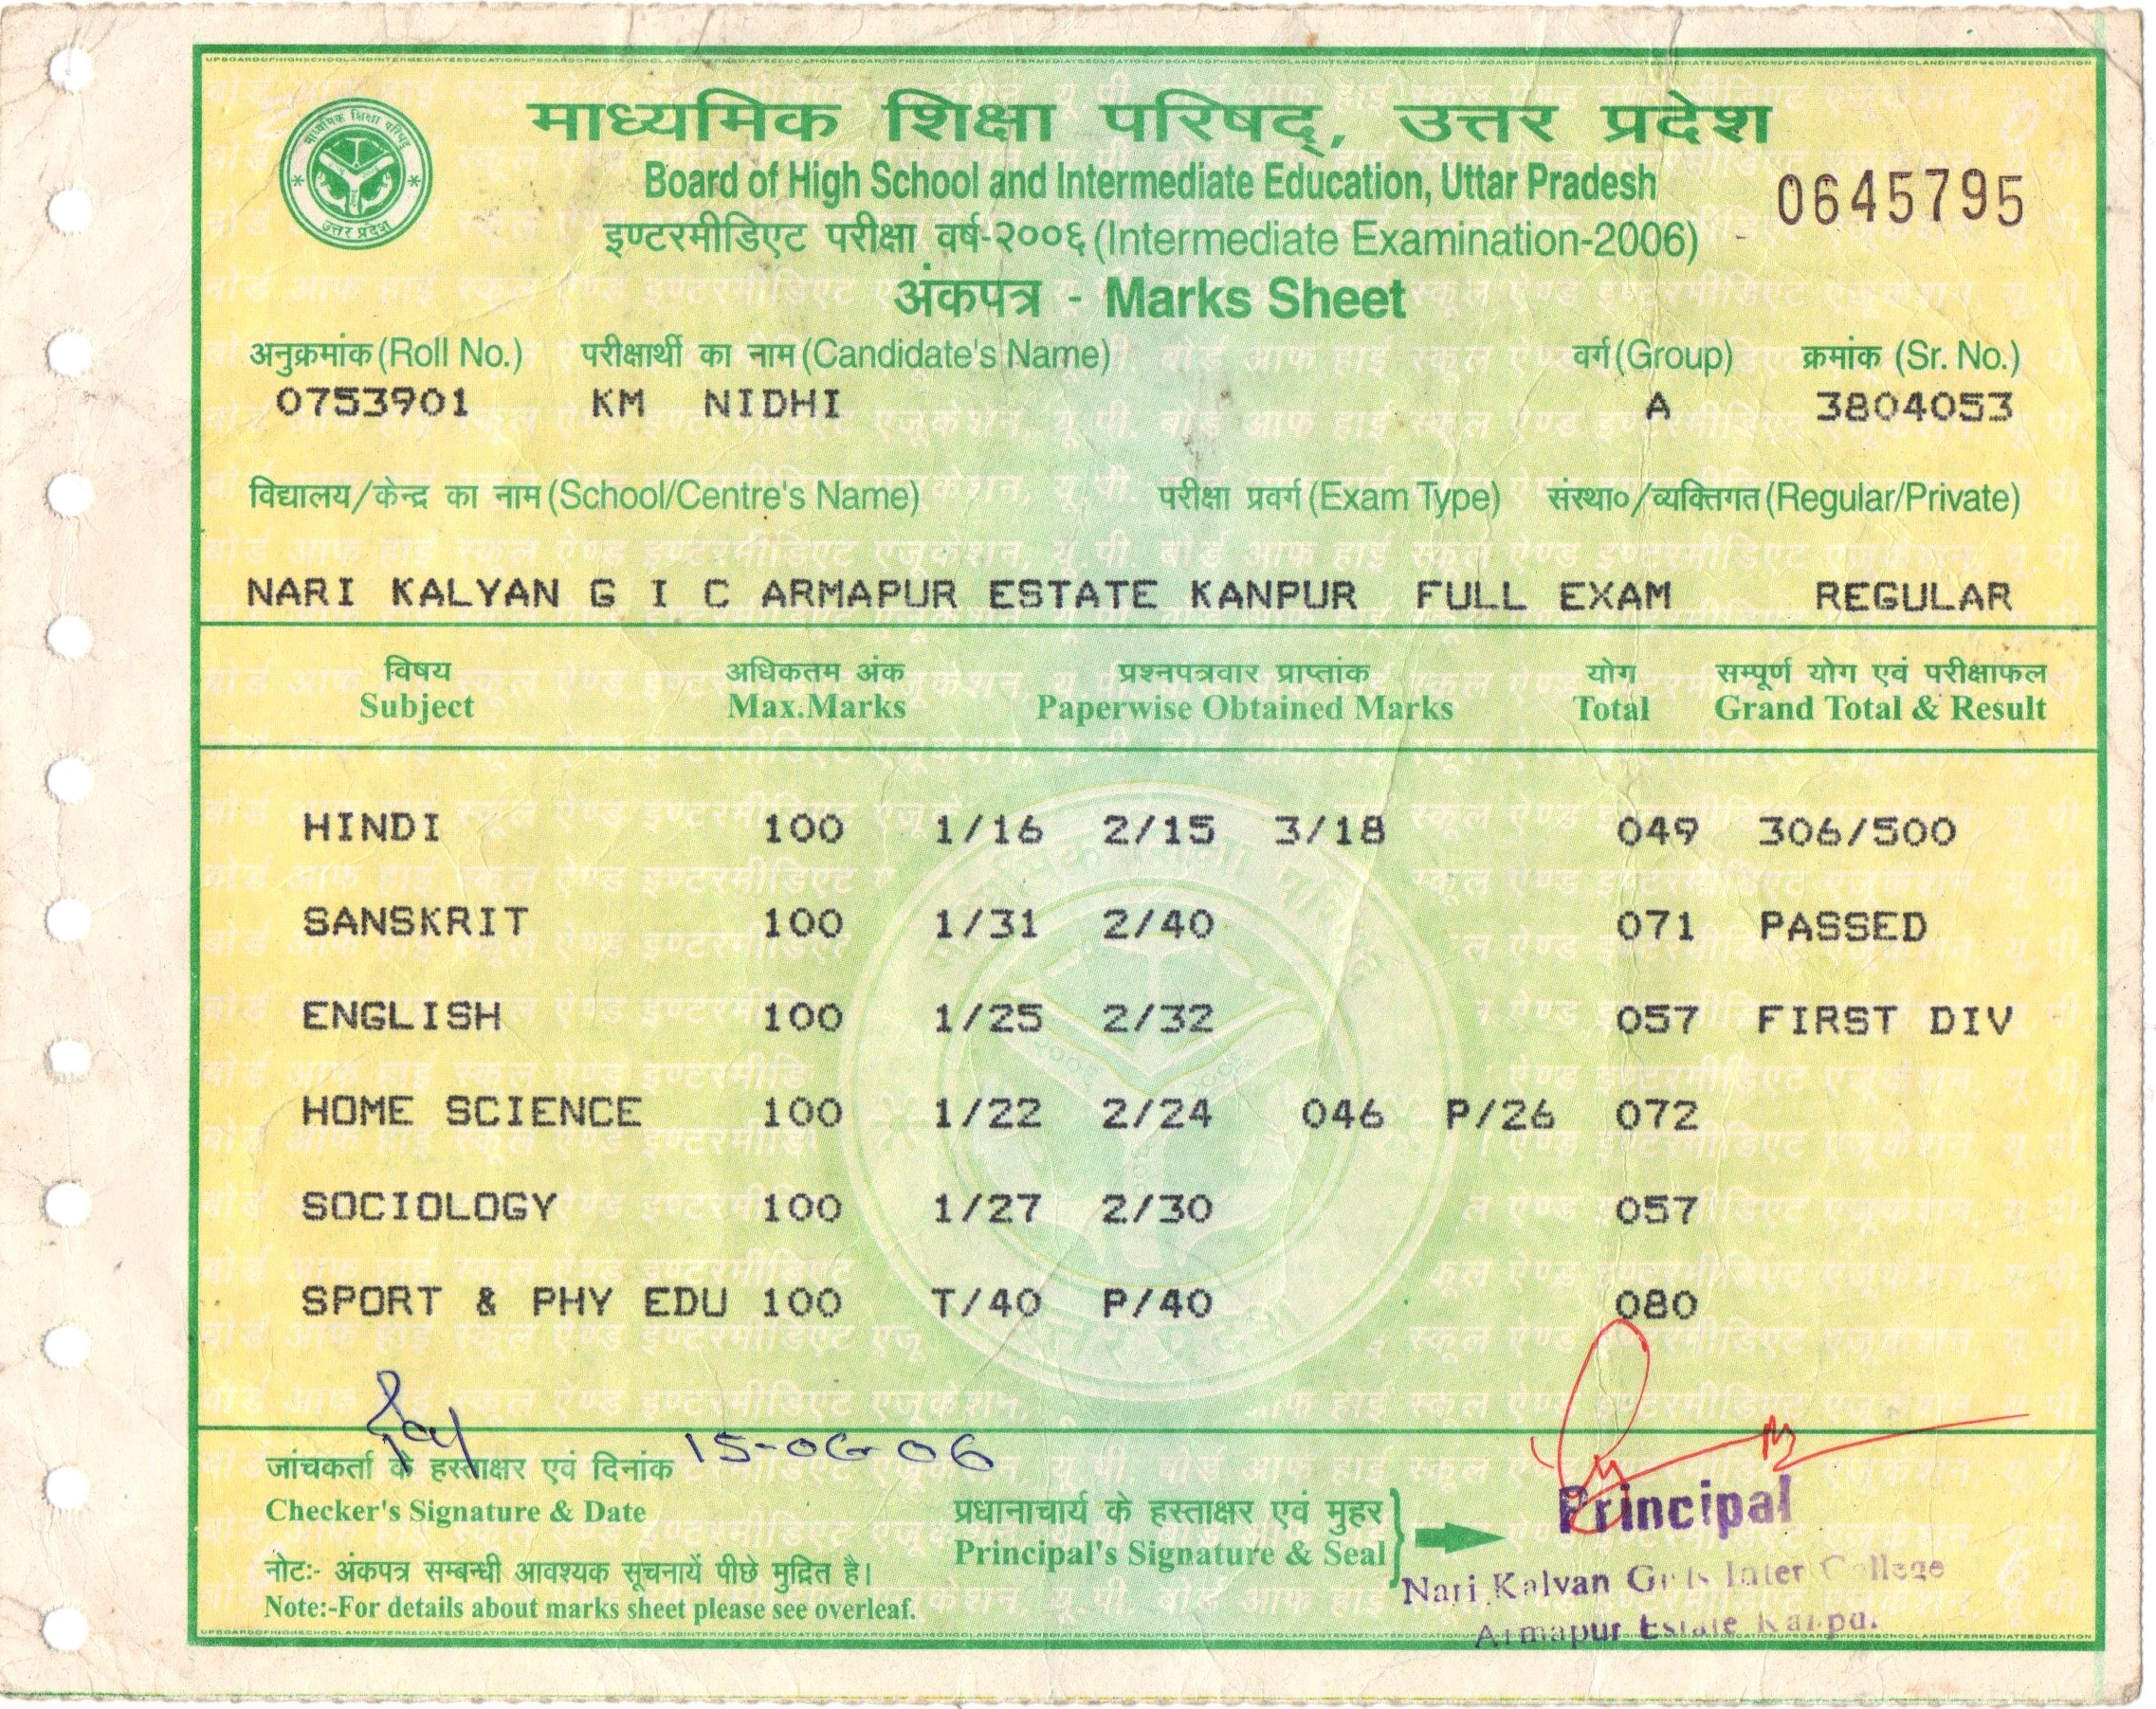 माध्यमिक शिक्षा परिषद्, उत्तर प्रदेश
Board of High School and Intermediate Education, Uttar Pradesh
0645795
इण्टरमीडिएट परीक्षा वर्ष-२००६ (Intermediate Examination-2006)
अंकपत्र - Marks Sheet
अनुक्रमांक (Roll No.) परीक्षार्थी का नाम (Candidate's Name) वर्ग (Group) क्रमांक (Sr. No.)
0753901 KM NIDHI A 3804053
विद्यालय/केन्द्र का नाम (School/Centre's Name) परीक्षा प्रवर्ग (Exam Type) संस्था०/व्यक्तिगत (Regular/Private)
NARI KALYAN G I C ARMAPUR ESTATE KANPUR FULL EXAM REGULAR
विषय अधिकतम अंक प्रश्नपत्रवार प्राप्तांक योग सम्पूर्ण योग एवं परीक्षाफल
Subject Max.Marks Paperwise Obtained Marks Total Grand Total & Result
HINDI 100 1/16 2/15 3/18 049 306/500
SANSKRIT 100 1/31 2/40 071 PASSED
ENGLISH 100 1/25 2/32 057 FIRST DIV
HOME SCIENCE 100 1/22 2/24 046 P/26 072
SOCIOLOGY 100 1/27 2/30 057
SPORT & PHY EDU 100 T/40 P/40 080
15-06-06
जांचकर्ता के हस्ताक्षर एवं दिनांक
Checker's Signature & Date
प्रधानाचार्य के हस्ताक्षर एवं मुहर
Principal's Signature & Seal
Principal
Nari Kalyan Girls Inter College
Armapur Estate Kanpur
नोट:- अंकपत्र सम्बन्धी आवश्यक सूचनायें पीछे मुद्रित है।
Note:-For details about marks sheet please see overleaf.